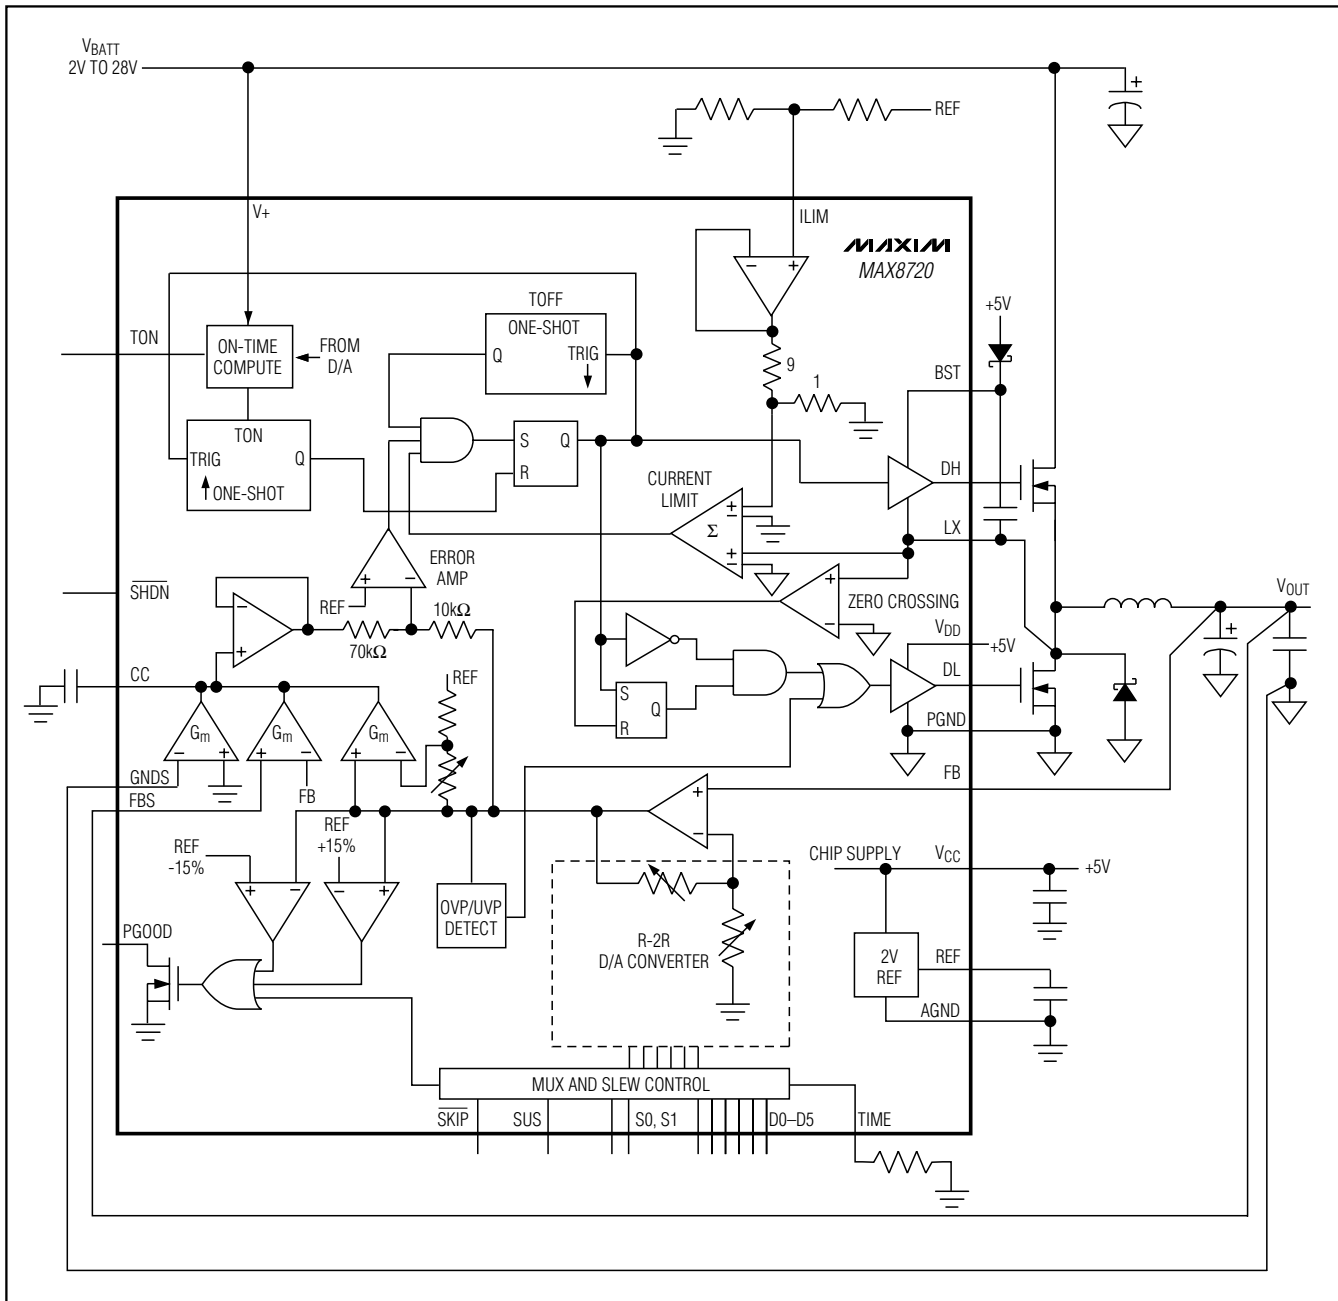 VBATT
2V TO 28V
REF
V+
ILIM
MAXIM
MAX8720
TOFF
ONE-SHOT
TRIG
Q
+5V
TON
ON-TIME
COMPUTE
FROM
D/A
9
1
BST
TON
TRIG
Q
ONE-SHOT
S
Q
R
CURRENT
LIMIT
+
−
Σ
+
−
DH
LX
ERROR
AMP
+
−
REF
10kΩ
70kΩ
SHDN
−
+
+
−
ZERO CROSSING
VDD
+5V
VOUT
+
CC
REF
S
Q
R
DL
PGND
Gm
Gm
Gm
−
+
+
−
+
−
GNDS
FBS
FB
FB
REF
-15%
REF
+15%
+
−
−
+
+
−
CHIP SUPPLY
VCC
+5V
OVP/UVP
DETECT
PGOOD
R-2R
D/A CONVERTER
2V
REF
REF
AGND
MUX AND SLEW CONTROL
SKIP
SUS
S0, S1
D0–D5
TIME